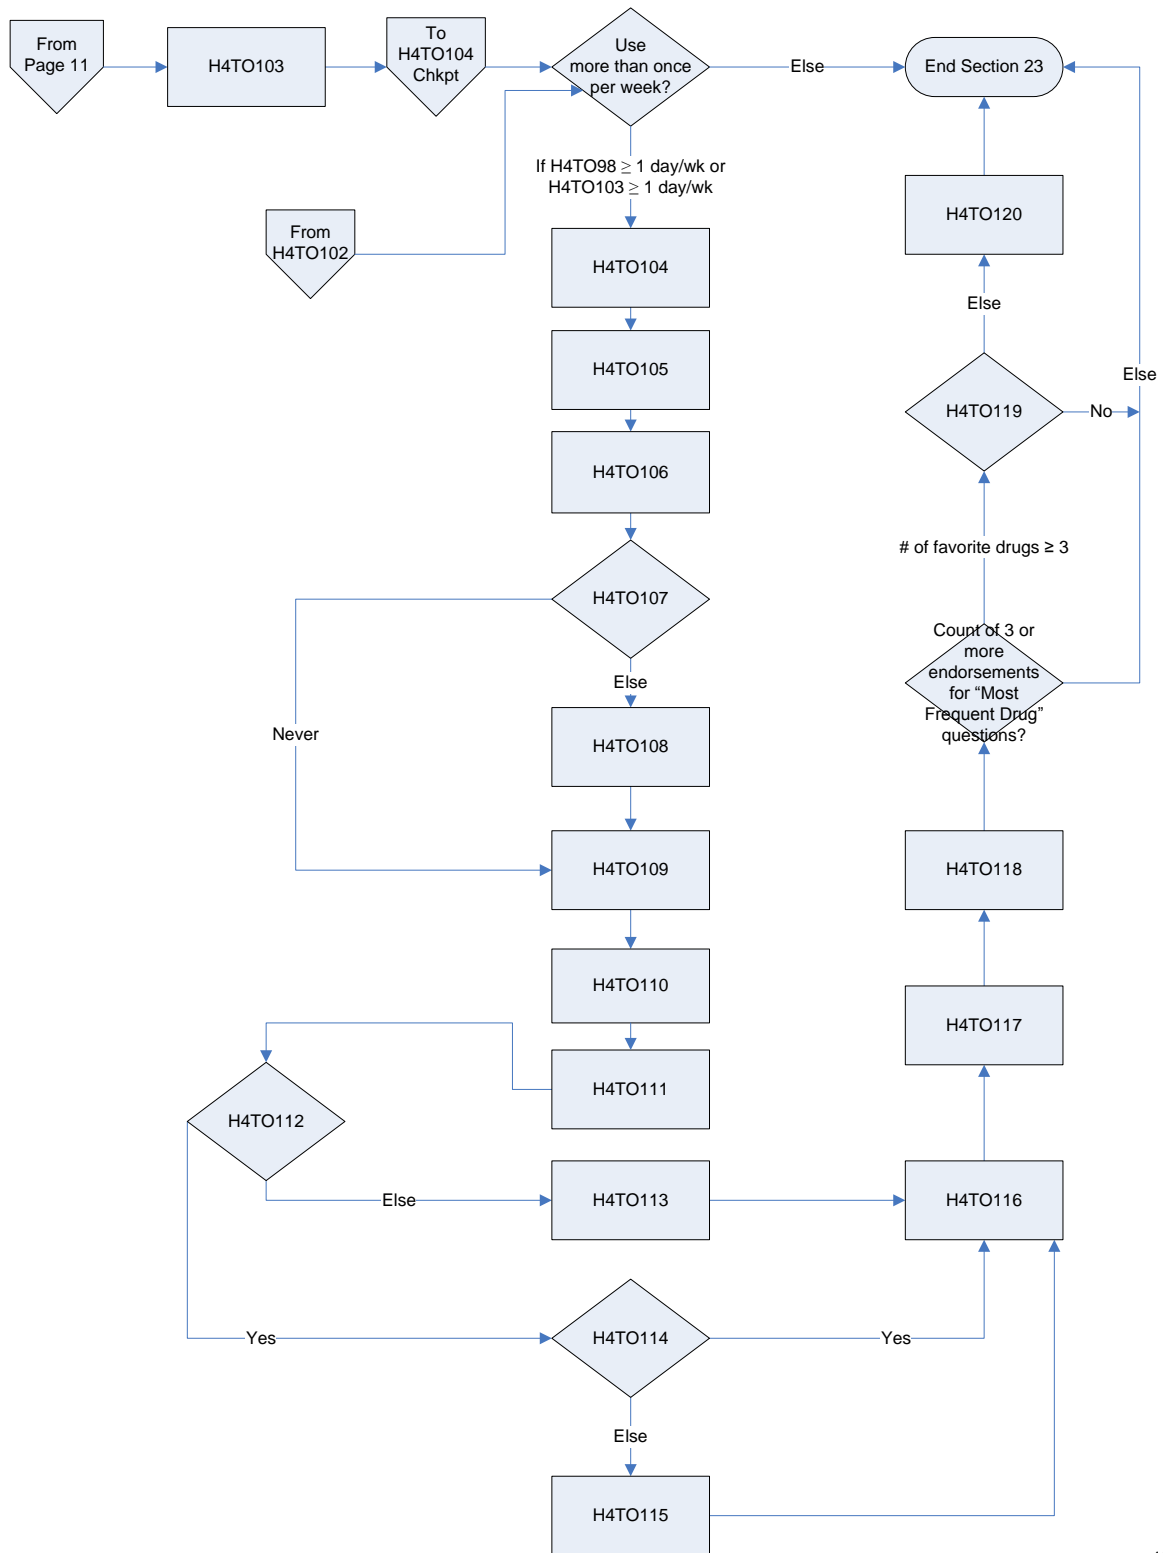 From
Page 11
H4TO103
To
H4TO104
Chkpt
Use
more than once
per week?
Else
End Section 23
If H4TO98 ≥ 1 day/wk or
H4TO103 ≥ 1 day/wk
From
H4TO102
H4TO104
H4TO105
H4TO106
H4TO107
Else
Never
H4TO108
H4TO109
H4TO110
H4TO111
H4TO112
Else
H4TO113
Yes
H4TO114
Yes
Else
H4TO115
H4TO116
H4TO117
H4TO118
Count of 3 or
more
endorsements
for “Most
Frequent Drug”
questions?
# of favorite drugs ≥ 3
Else
H4TO119
No
Else
H4TO120